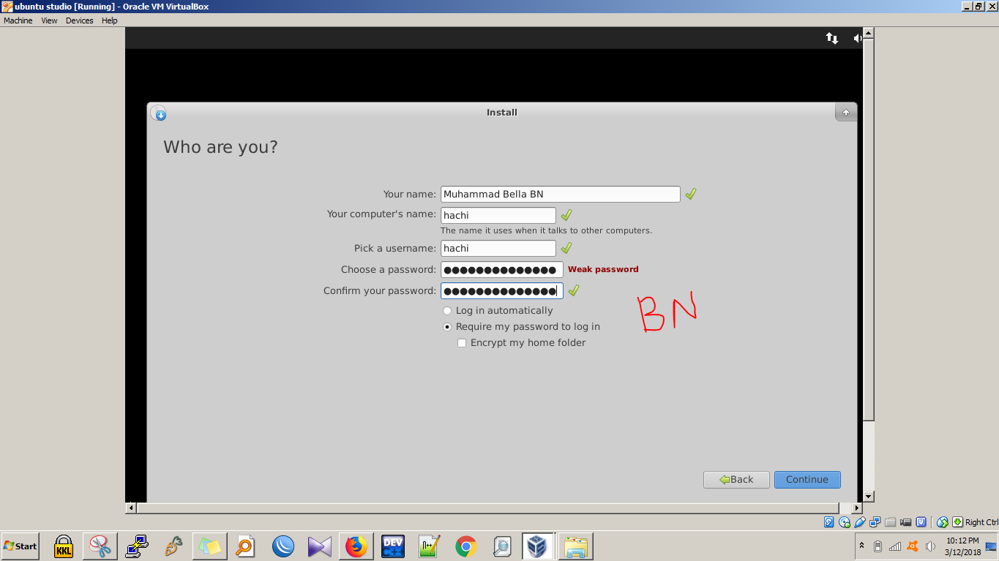 ubuntu studio [Running] - Oracle VM VirtualBox
Machine View Devices Help
Install
Who are you?
Your name: Muhammad Bella BN
Your computer's name: hachi
The name it uses when it talks to other computers.
Pick a username: hachi
Choose a password: ●●●●●●●●●●●●●● Weak password
Confirm your password: ●●●●●●●●●●●●●●
Log in automatically
BN
Require my password to log in
Encrypt my home folder
Back Continue
Right Ctrl
Start KKL DEV C++ 10:12 PM
3/12/2018